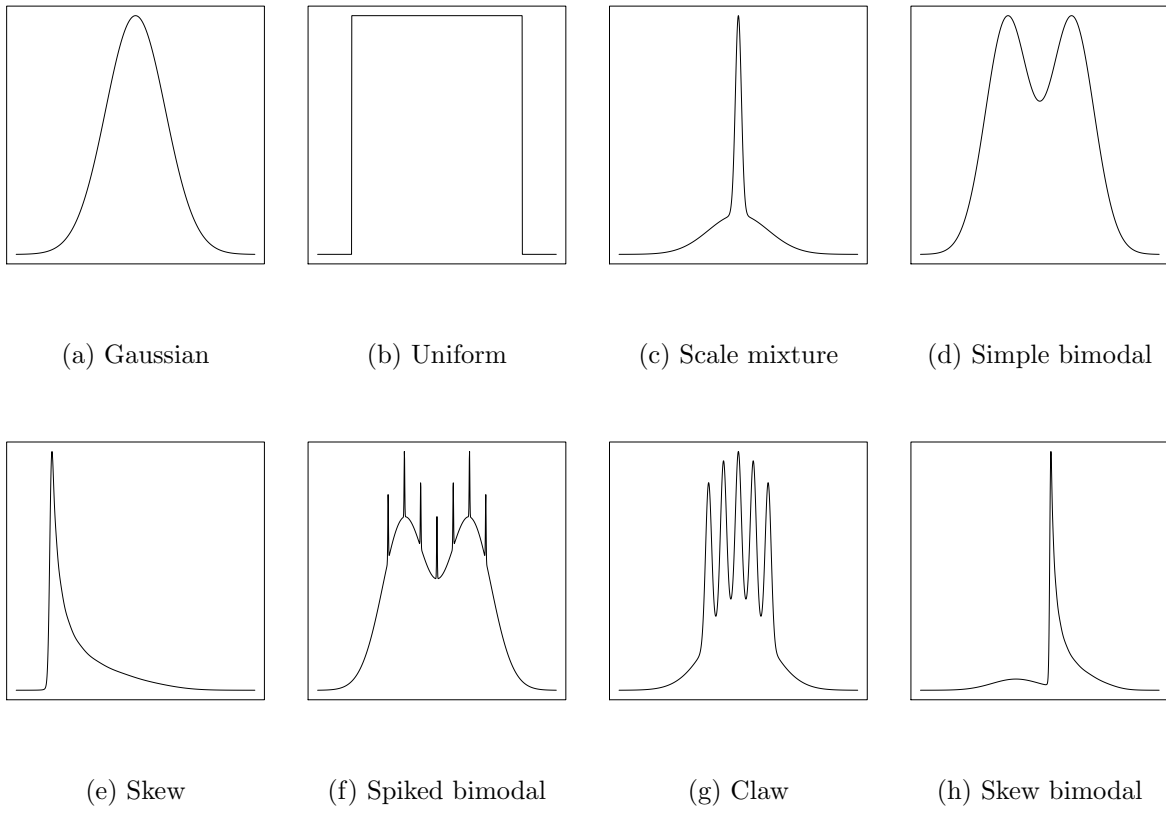 (a) Gaussian
(b) Uniform
(c) Scale mixture
(d) Simple bimodal
(e) Skew
(f) Spiked bimodal
(g) Claw
(h) Skew bimodal